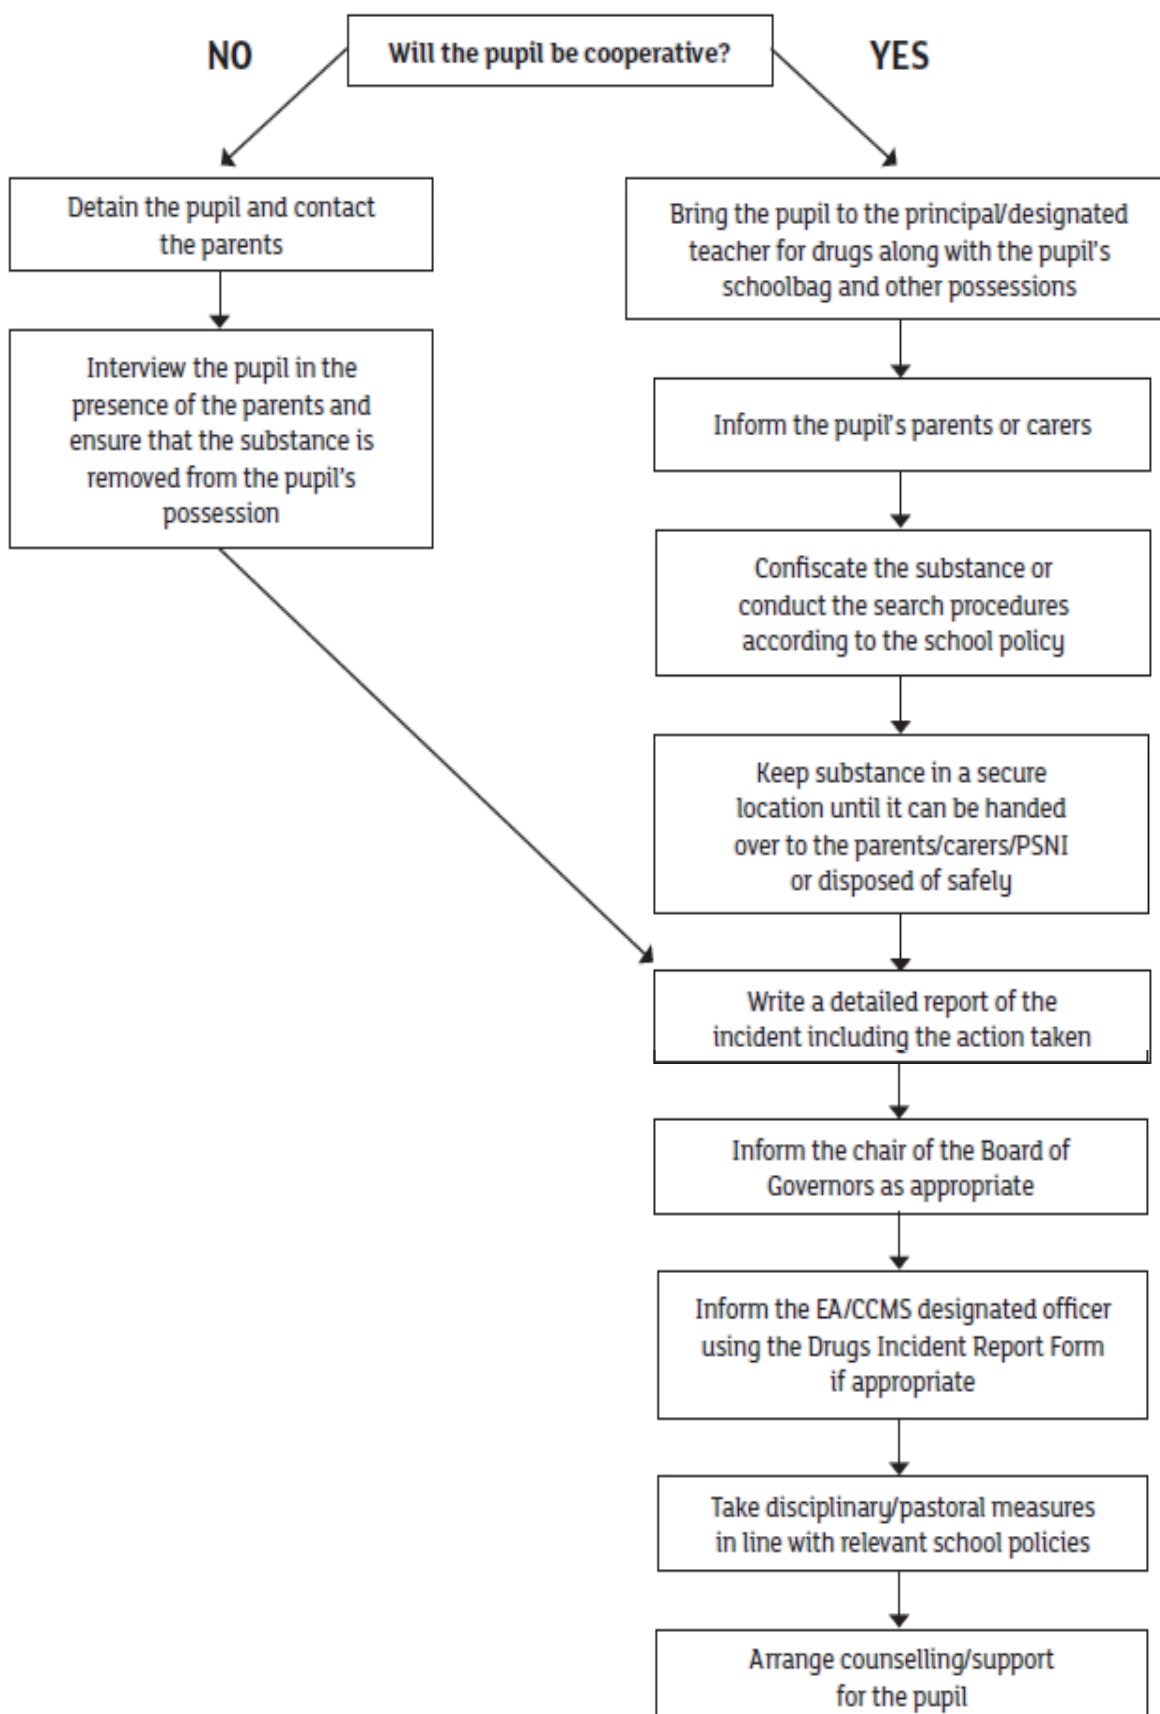 NO
Will the pupil be cooperative?
YES
Detain the pupil and contact
the parents
Interview the pupil in the
presence of the parents and
ensure that the substance is
removed from the pupil's
possession
Bring the pupil to the principal/designated
teacher for drugs along with the pupil's
schoolbag and other possessions
Inform the pupil's parents or carers
Confiscate the substance or
conduct the search procedures
according to the school policy
Keep substance in a secure
location until it can be handed
over to the parents/carers/PSNI
or disposed of safely
Write a detailed report of the
incident including the action taken
Inform the chair of the Board of
Governors as appropriate
Inform the EA/CCMS designated officer
using the Drugs Incident Report Form
if appropriate
Take disciplinary/pastoral measures
in line with relevant school policies
Arrange counselling/support
for the pupil